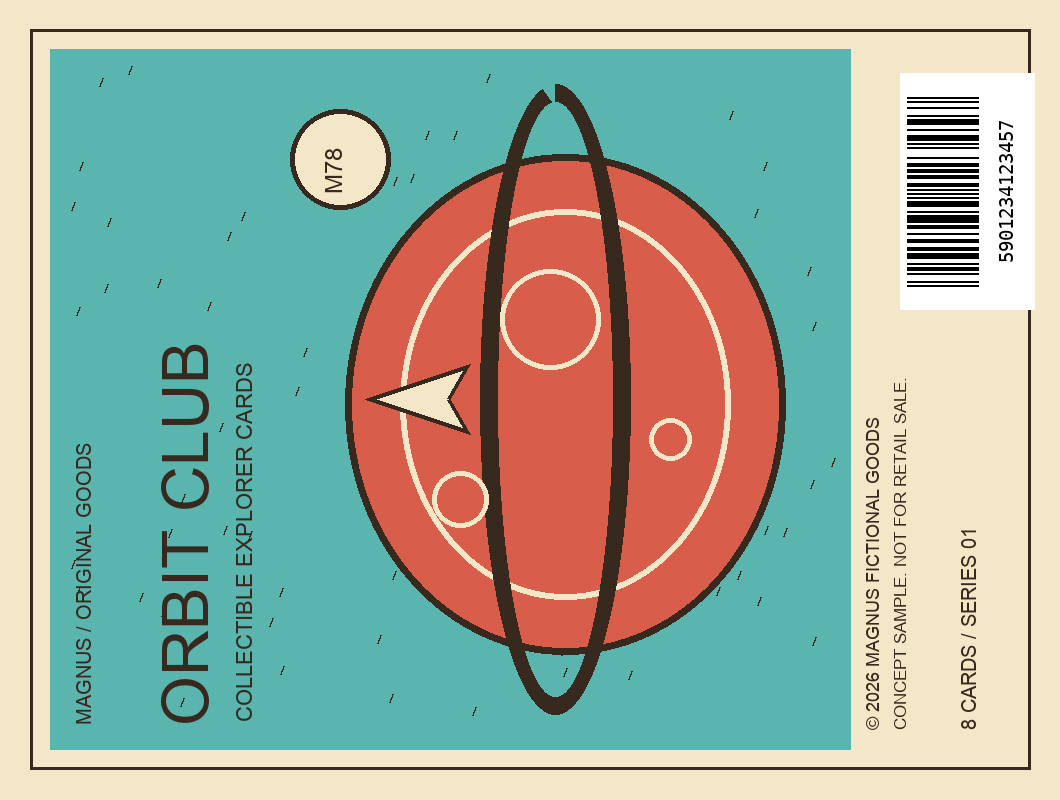 MAGNUS / ORIGINAL GOODS
ORBIT CLUB
COLLECTIBLE EXPLORER CARDS
M78
© 2026 MAGNUS FICTIONAL GOODS
CONCEPT SAMPLE. NOT FOR RETAIL SALE.
8 CARDS / SERIES 01
5901234123457